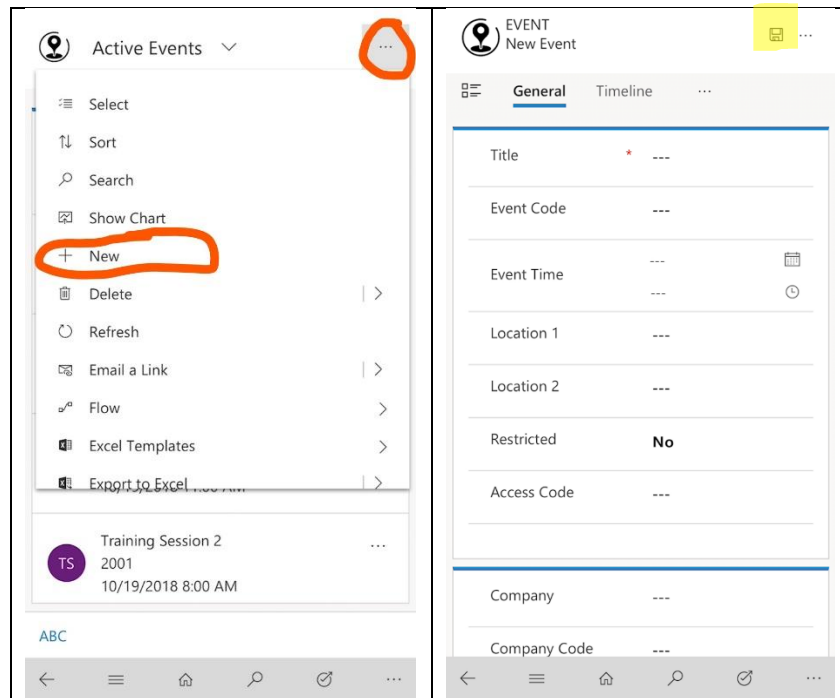 Active Events
...
Select
Sort
Search
Show Chart
New
Delete
Refresh
Email a Link
Flow
Excel Templates
Export to Excel
Training Session 2
...
TS
2001
10/19/2018 8:00 AM
ABC
...
EVENT
New Event
...
General Timeline ...
Title * ---
Event Code ---
Event Time ---
---
Location 1 ---
Location 2 ---
Restricted No
Access Code ---
Company ---
Company Code ---
...